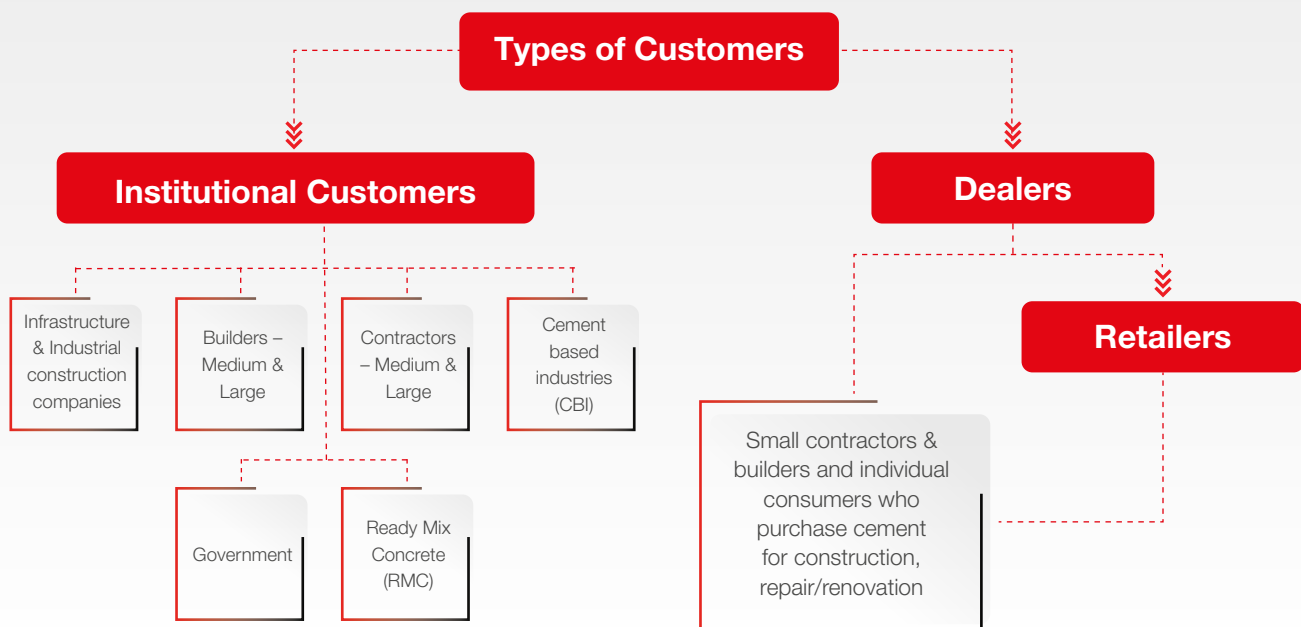 Types of Customers
Institutional Customers
Dealers
Infrastructure
& Industrial
construction
companies
Builders –
Medium &
Large
Contractors
– Medium &
Large
Cement
based
industries
(CBI)
Retailers
Government
Ready Mix
Concrete
(RMC)
Small contractors &
builders and individual
consumers who
purchase cement
for construction,
repair/renovation